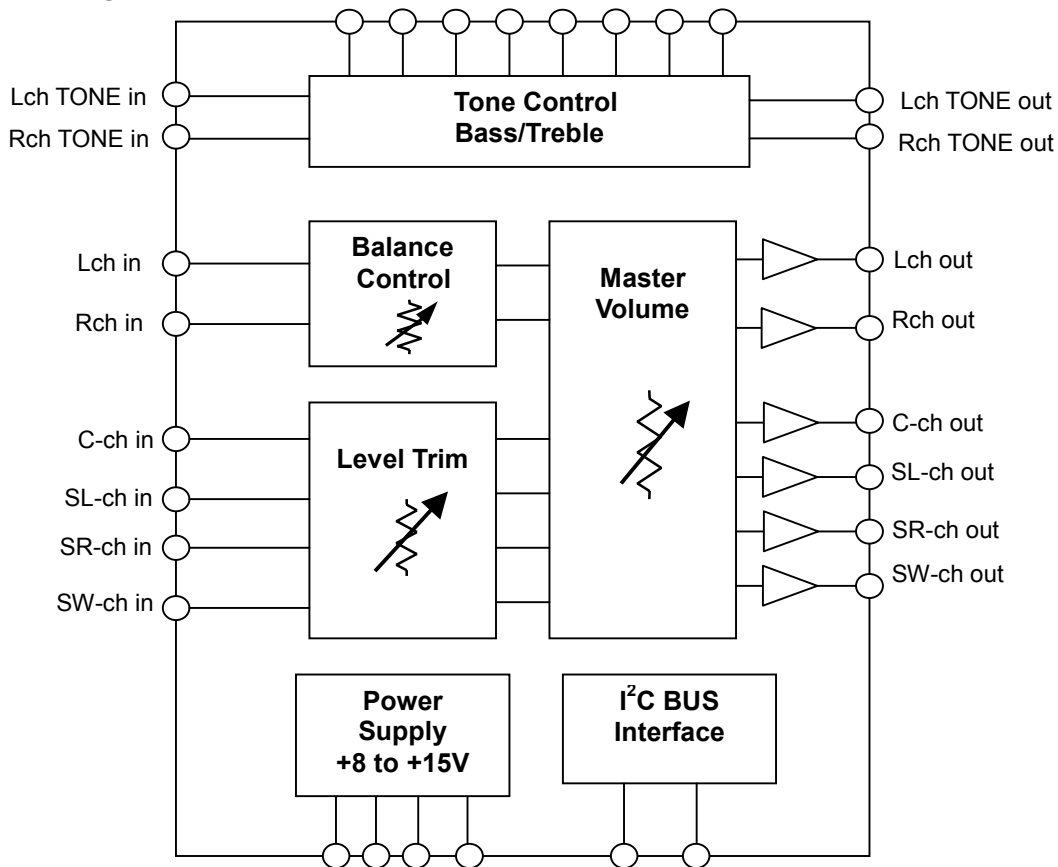 Tone Control
Bass/Treble
Lch TONE in
Rch TONE in
Lch TONE out
Rch TONE out
Lch in
Rch in
Balance
Control
Master
Volume
Lch out
Rch out
C-ch in
SL-ch in
SR-ch in
SW-ch in
Level Trim
C-ch out
SL-ch out
SR-ch out
SW-ch out
Power
Supply
+8 to +15V
I²C BUS
Interface